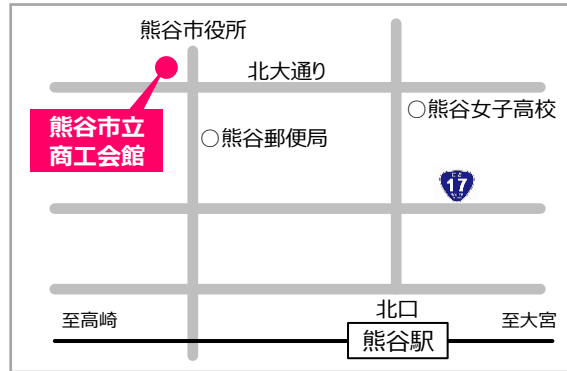 熊谷市役所
北大通り
○熊谷女子高校
熊谷市立
商工会館
○熊谷郵便局
17
北口
至高崎
至大宮
熊谷駅